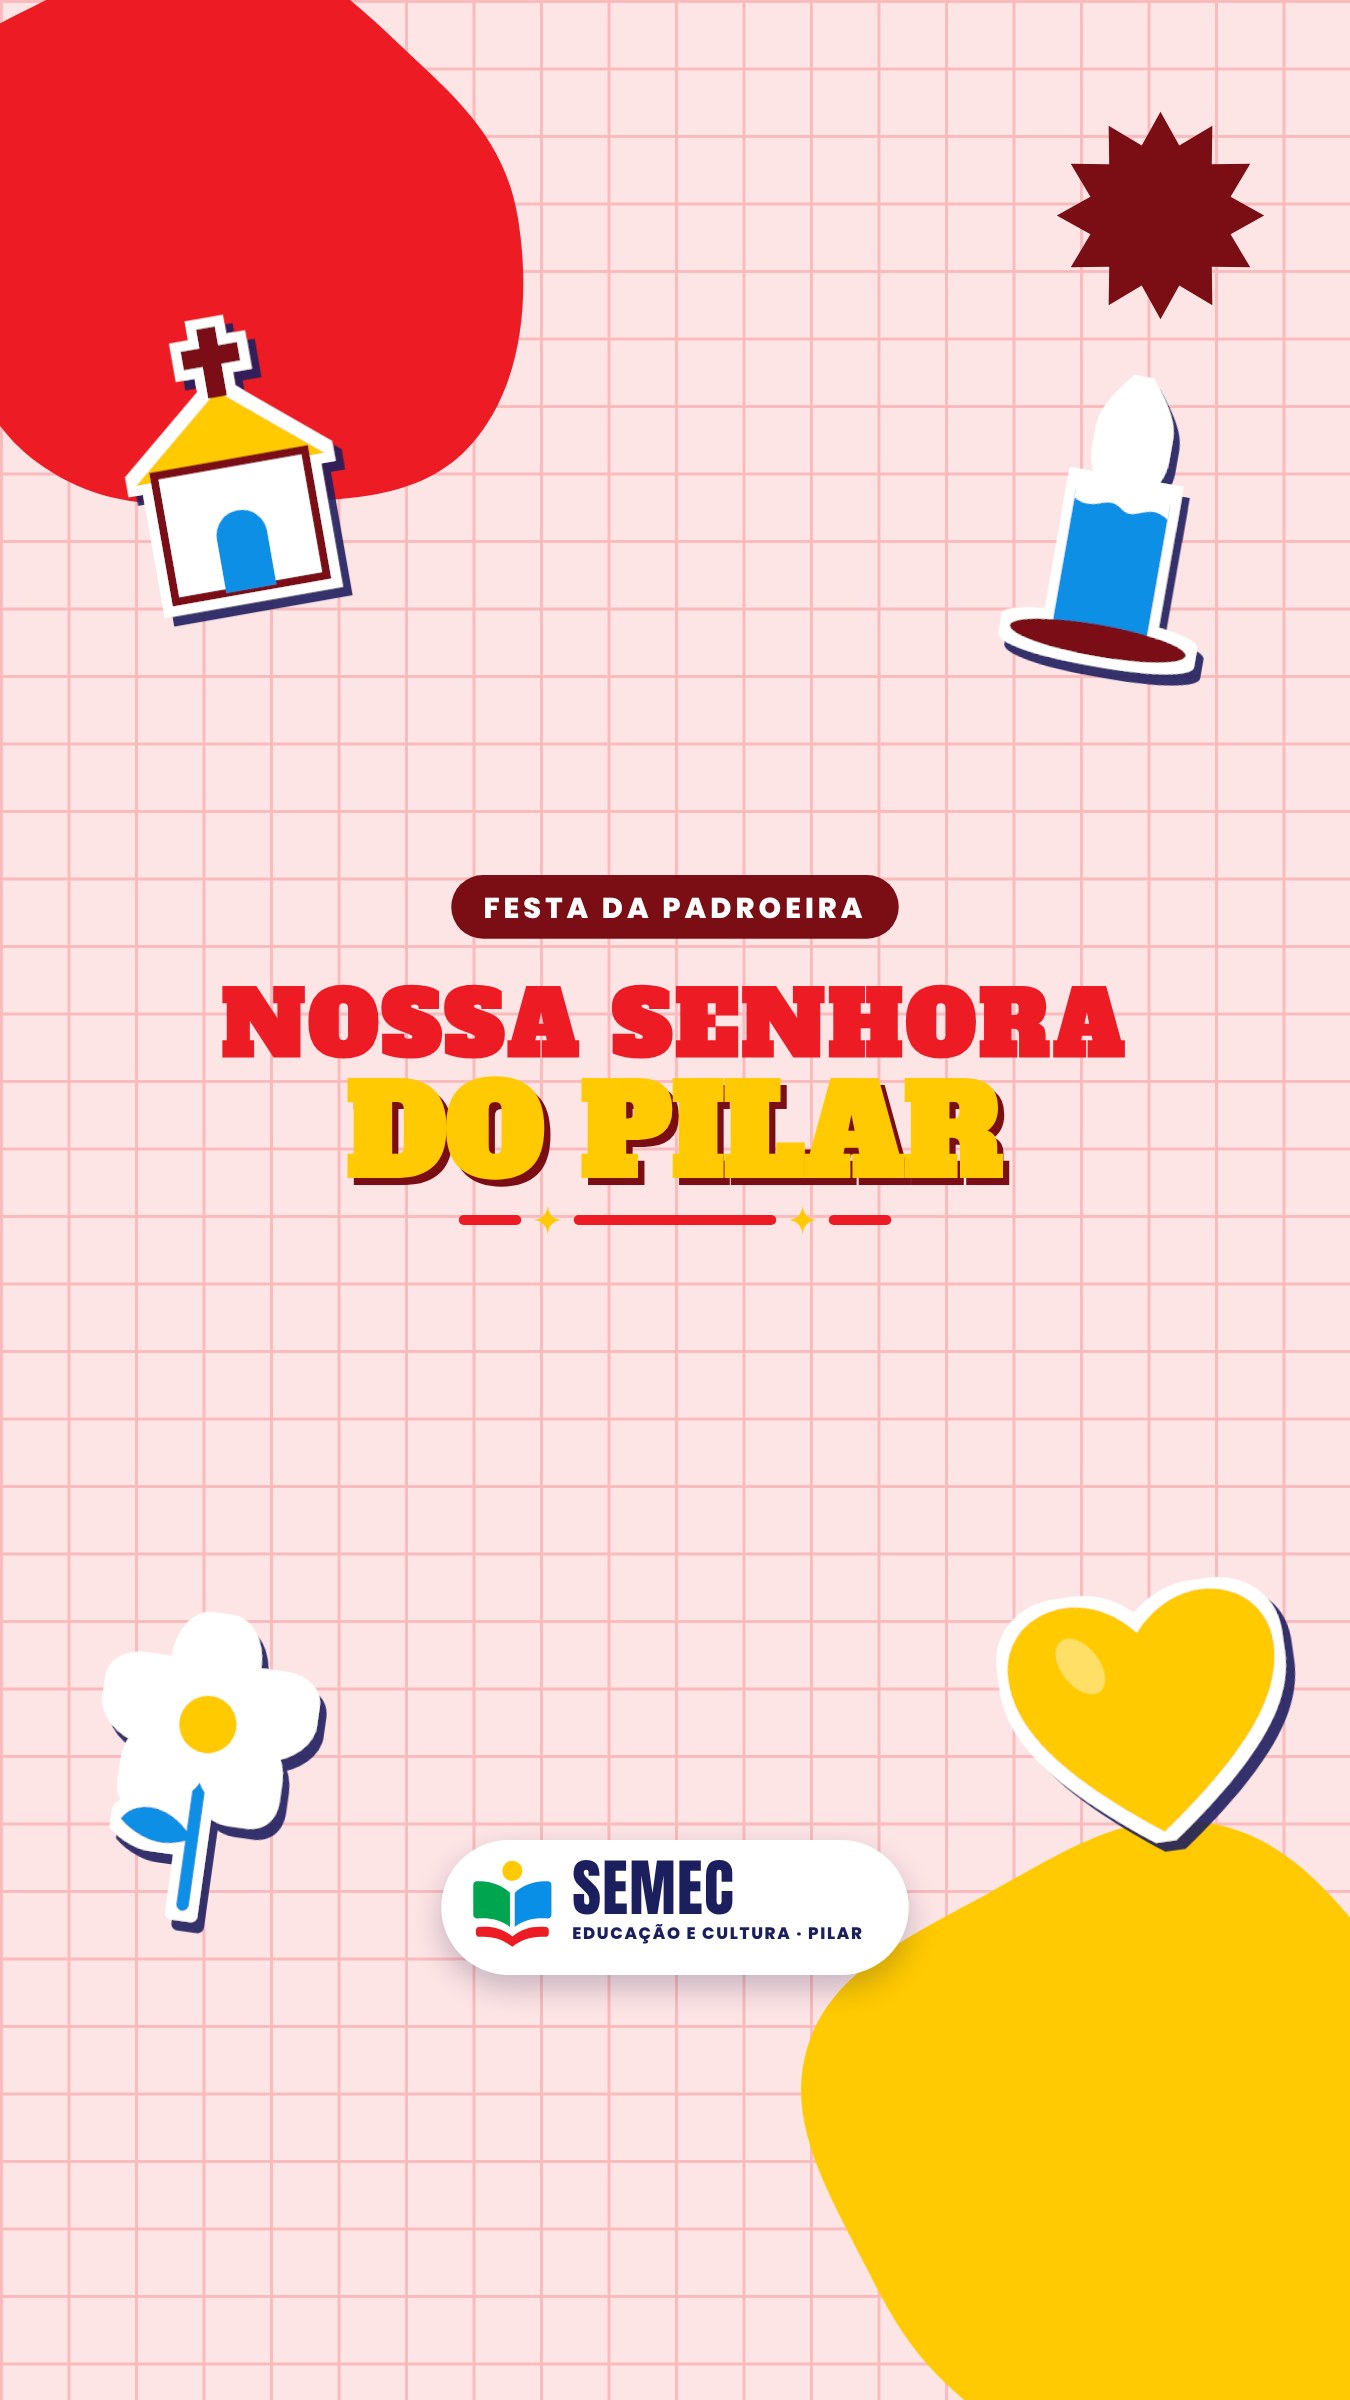 FESTA DA PADROEIRA
NOSSA SENHORA
DO PILAR
SEMEC
EDUCAÇÃO E CULTURA · PILAR